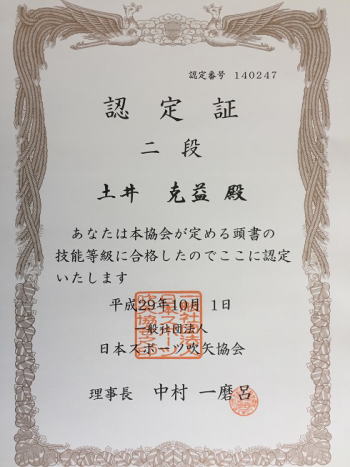 認定番号 140247
認定証
二段
土井 克益 殿
あなたは本協会が定める頭書の
技能等級に合格したのでここに認定
いたします
平成29年10月 1日
一般社団法人
日本スポーツ吹矢協会
理事長 中村 一磨呂